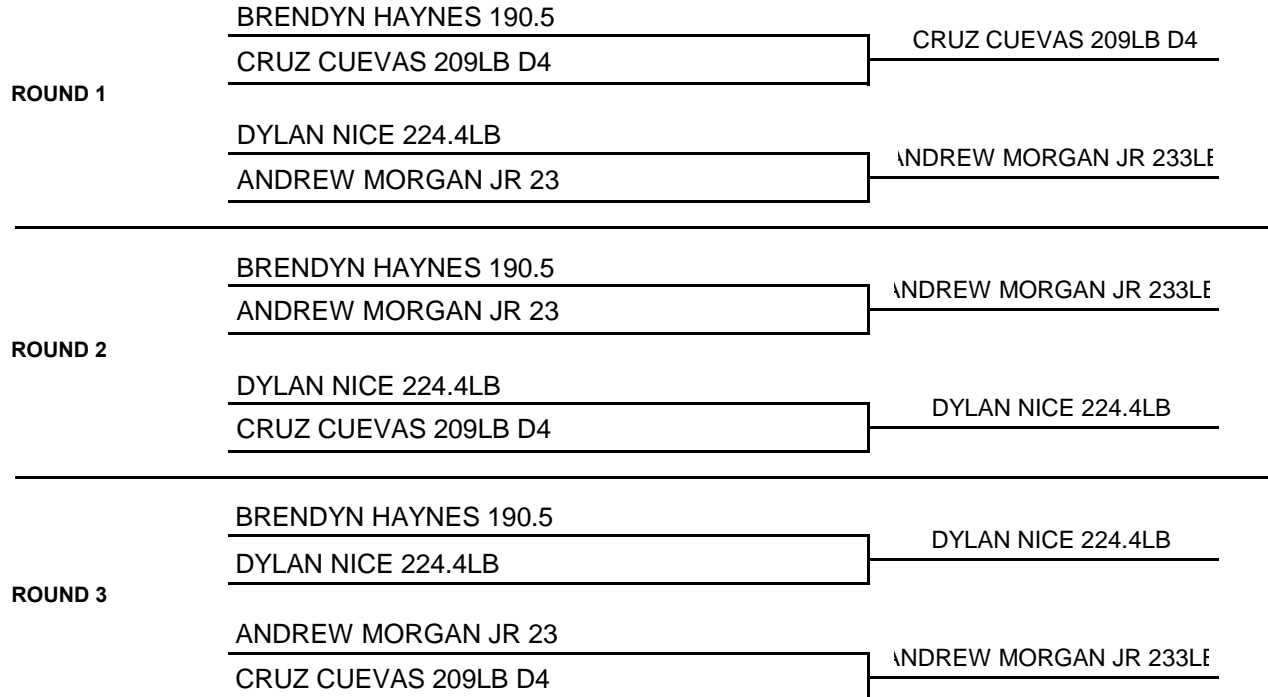 BRENDYN HAYNES 190.5
CRUZ CUEVAS 209LB D4
CRUZ CUEVAS 209LB D4
ROUND 1
DYLAN NICE 224.4LB
ANDREW MORGAN JR 23
ANDREW MORGAN JR 233LB
BRENDYN HAYNES 190.5
ANDREW MORGAN JR 23
ANDREW MORGAN JR 233LB
ROUND 2
DYLAN NICE 224.4LB
CRUZ CUEVAS 209LB D4
DYLAN NICE 224.4LB
BRENDYN HAYNES 190.5
DYLAN NICE 224.4LB
DYLAN NICE 224.4LB
ROUND 3
ANDREW MORGAN JR 23
CRUZ CUEVAS 209LB D4
ANDREW MORGAN JR 233LB